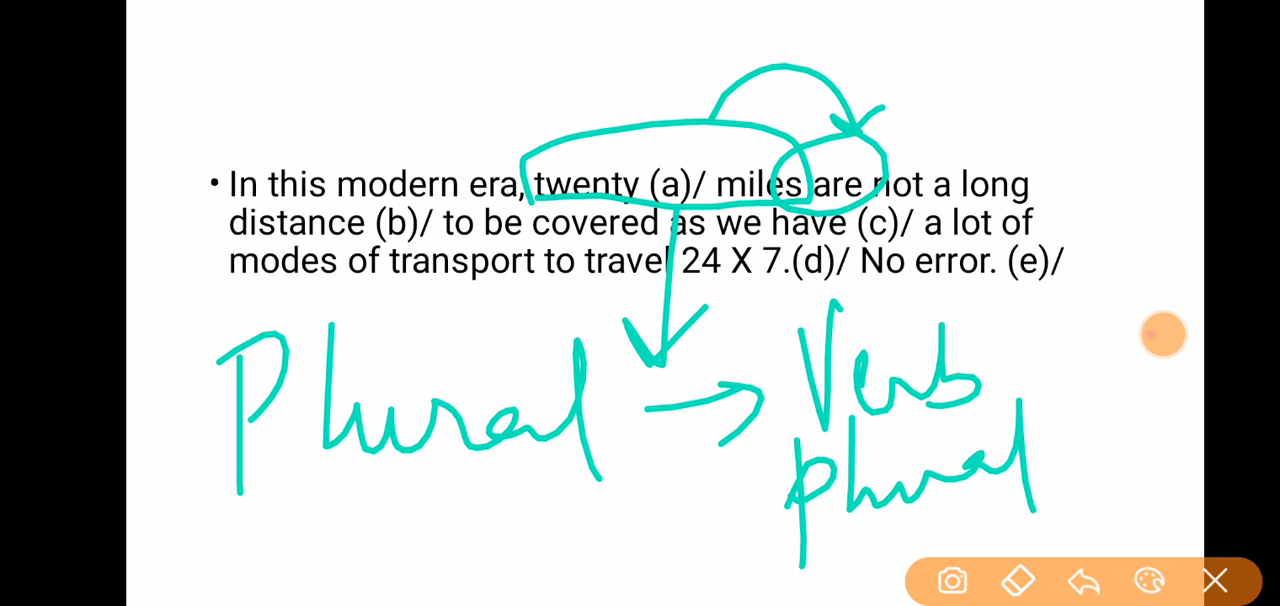 • In this modern era, twenty (a)/ miles are not a long
distance (b)/ to be covered as we have (c)/ a lot of
modes of transport to travel 24 X 7.(d)/ No error. (e)/
Plural → Verb
plural